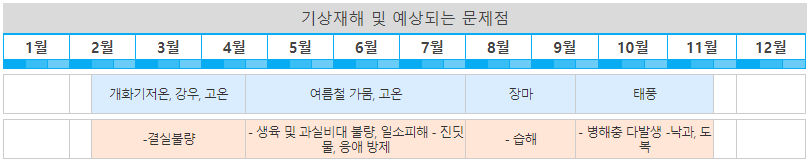 기상재해 및 예상되는 문제점
1월 2월 3월 4월 5월 6월 7월 8월 9월 10월 11월 12월
개화기저온, 강우, 고온 여름철 가뭄, 고온 장마 태풍
-결실불량 - 생육 및 과실비대 불량, 일소피해 - 진딧물, 응애 방제 - 습해 - 병해충 다발생 -낙과, 도복